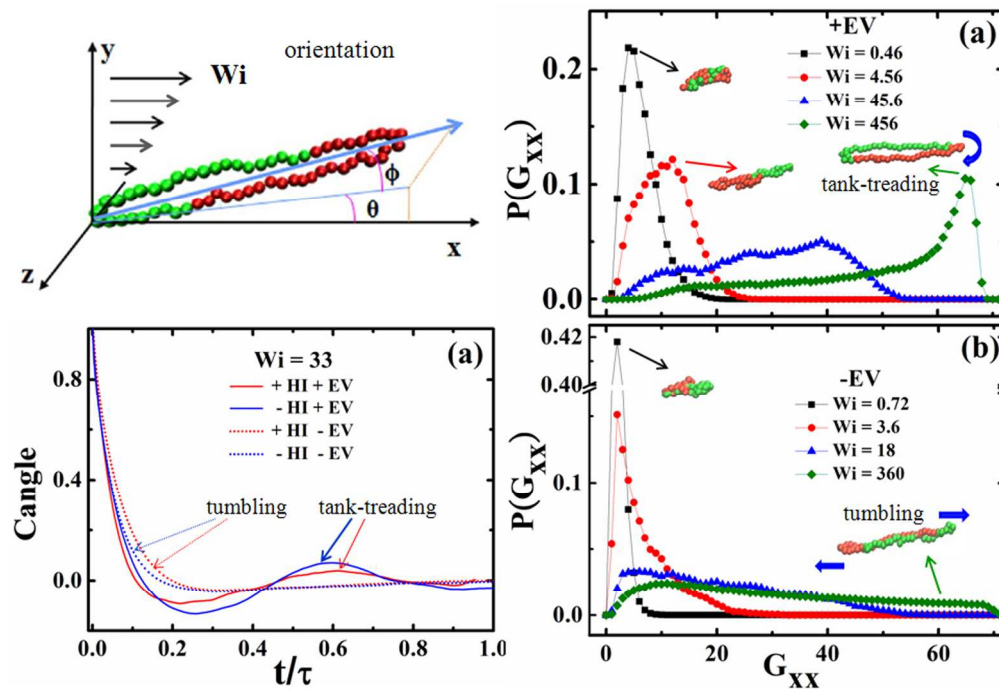 orientation
y
Wi
ϕ
θ
x
z
(a)
Wi = 33
+ HI + EV
- HI + EV
+ HI - EV
- HI - EV
tumbling
tank-treading
Cangle
0.8
0.4
0.0
0.0
0.2
0.4
0.6
0.8
1.0
t/τ
(a)
+EV
Wi = 0.46
Wi = 4.56
Wi = 45.6
Wi = 456
tank-treading
P(Gxx)
0.2
0.1
0.0
(b)
-EV
Wi = 0.72
Wi = 3.6
Wi = 18
Wi = 360
tumbling
P(Gxx)
0.42
0.40
0.1
0.0
0
20
40
60
Gxx